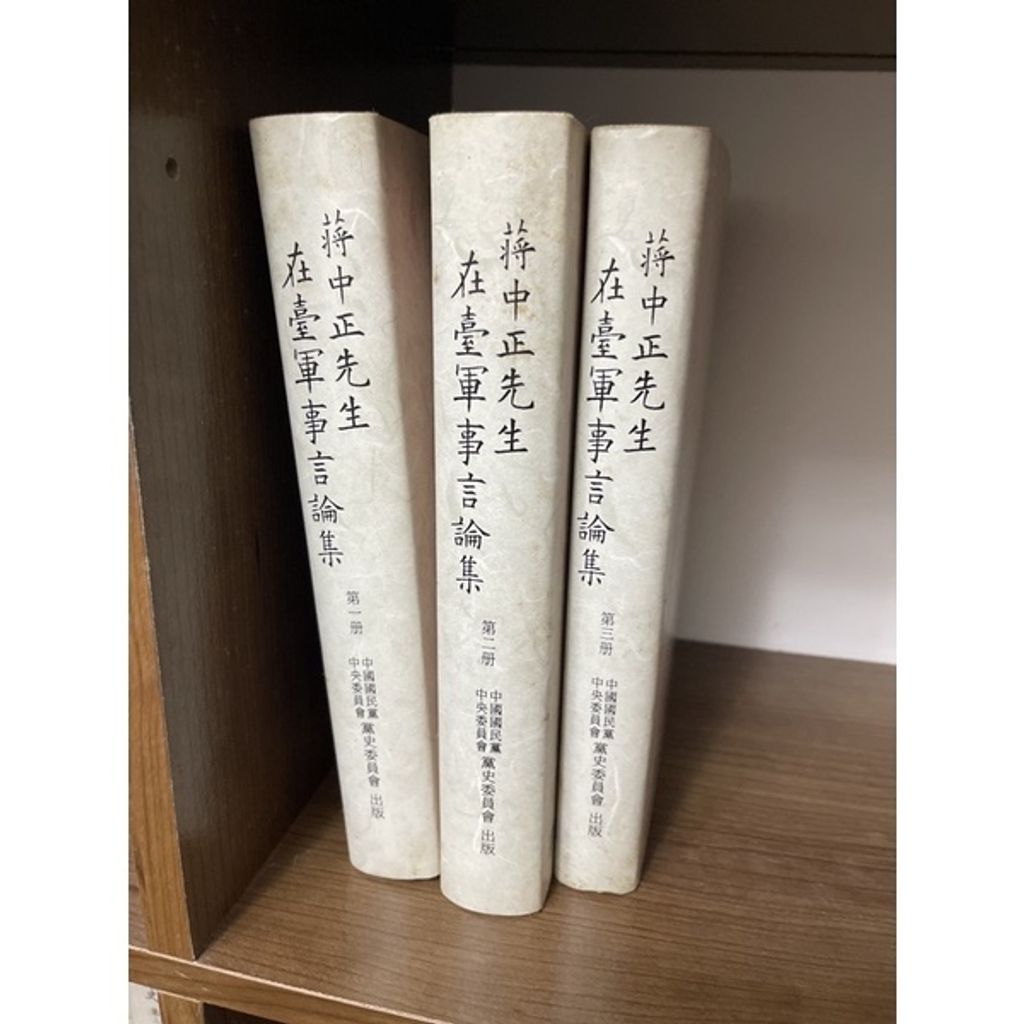 蔣中正先生
在臺軍事言論集
第一册
中國國民黨
中央委員會
黨史委員會 出版
蔣中正先生
在臺軍事言論集
第二册
中國國民黨
中央委員會
黨史委員會 出版
蔣中正先生
在臺軍事言論集
第三册
中國國民黨
中央委員會
黨史委員會 出版